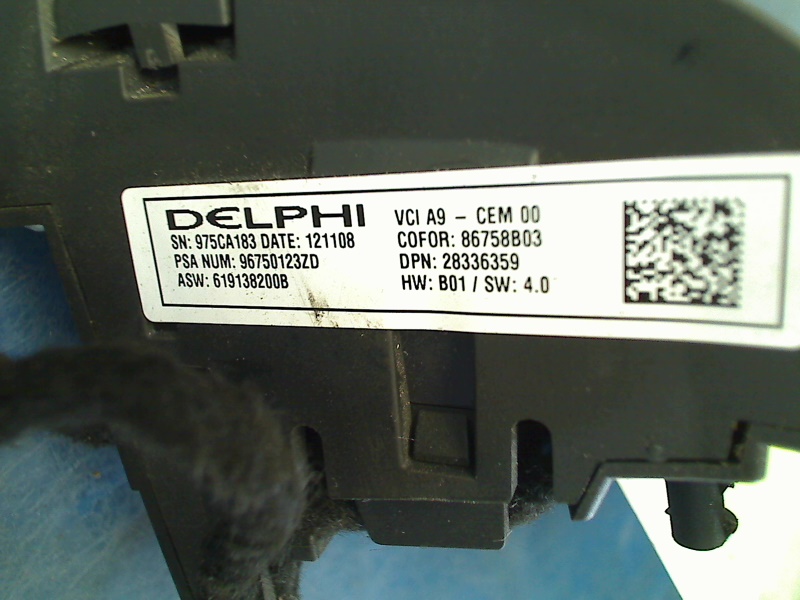 DELPHI
SN: 975CA183 DATE: 121108
PSA NUM: 96750123ZD
ASW: 619138200B
VCI A9 - CEM 00
COFOR: 86758B03
DPN: 28336359
HW: B01 / SW: 4.0